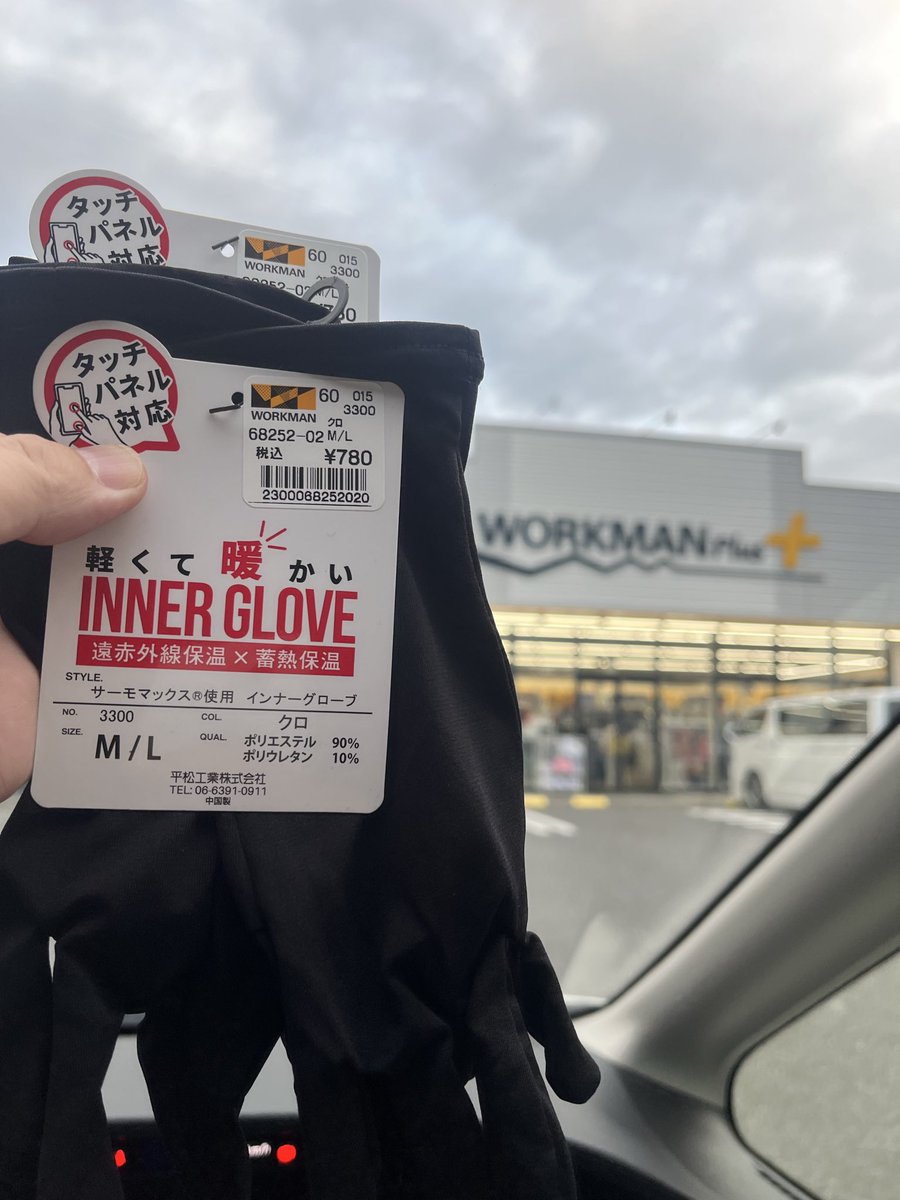 タッチ
パネル
対応
WORKMAN
60 015
3300
68252-02 M/L
タッチ
パネル
対応
WORKMAN
60 015
3300
クロ
68252-02 M/L
税込 ¥780
2300068252020
軽くて暖かい
INNER GLOVE
遠赤外線保温×蓄熱保温
STYLE.
サーモマックス®使用 インナーグローブ
NO. 3300 COL. クロ
SIZE. M/L QUAL. ポリエステル 90%
ポリウレタン 10%
平松工業株式会社
TEL: 06-6391-0911
中国製
WORKMAN Plus+